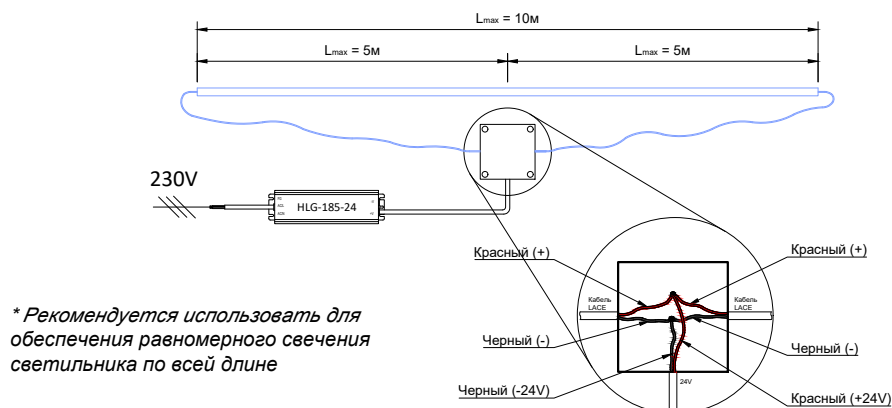 Lmax = 10м
Lmax = 5м
Lmax = 5м
230V
HLG-185-24
Красный (+)
Красный (+)
Кабель
LACE
Кабель
LACE
Черный (-)
Черный (-)
Черный (-24V)
24V
Красный (+24V)
* Рекомендуется использовать для
обеспечения равномерного свечения
светильника по всей длине